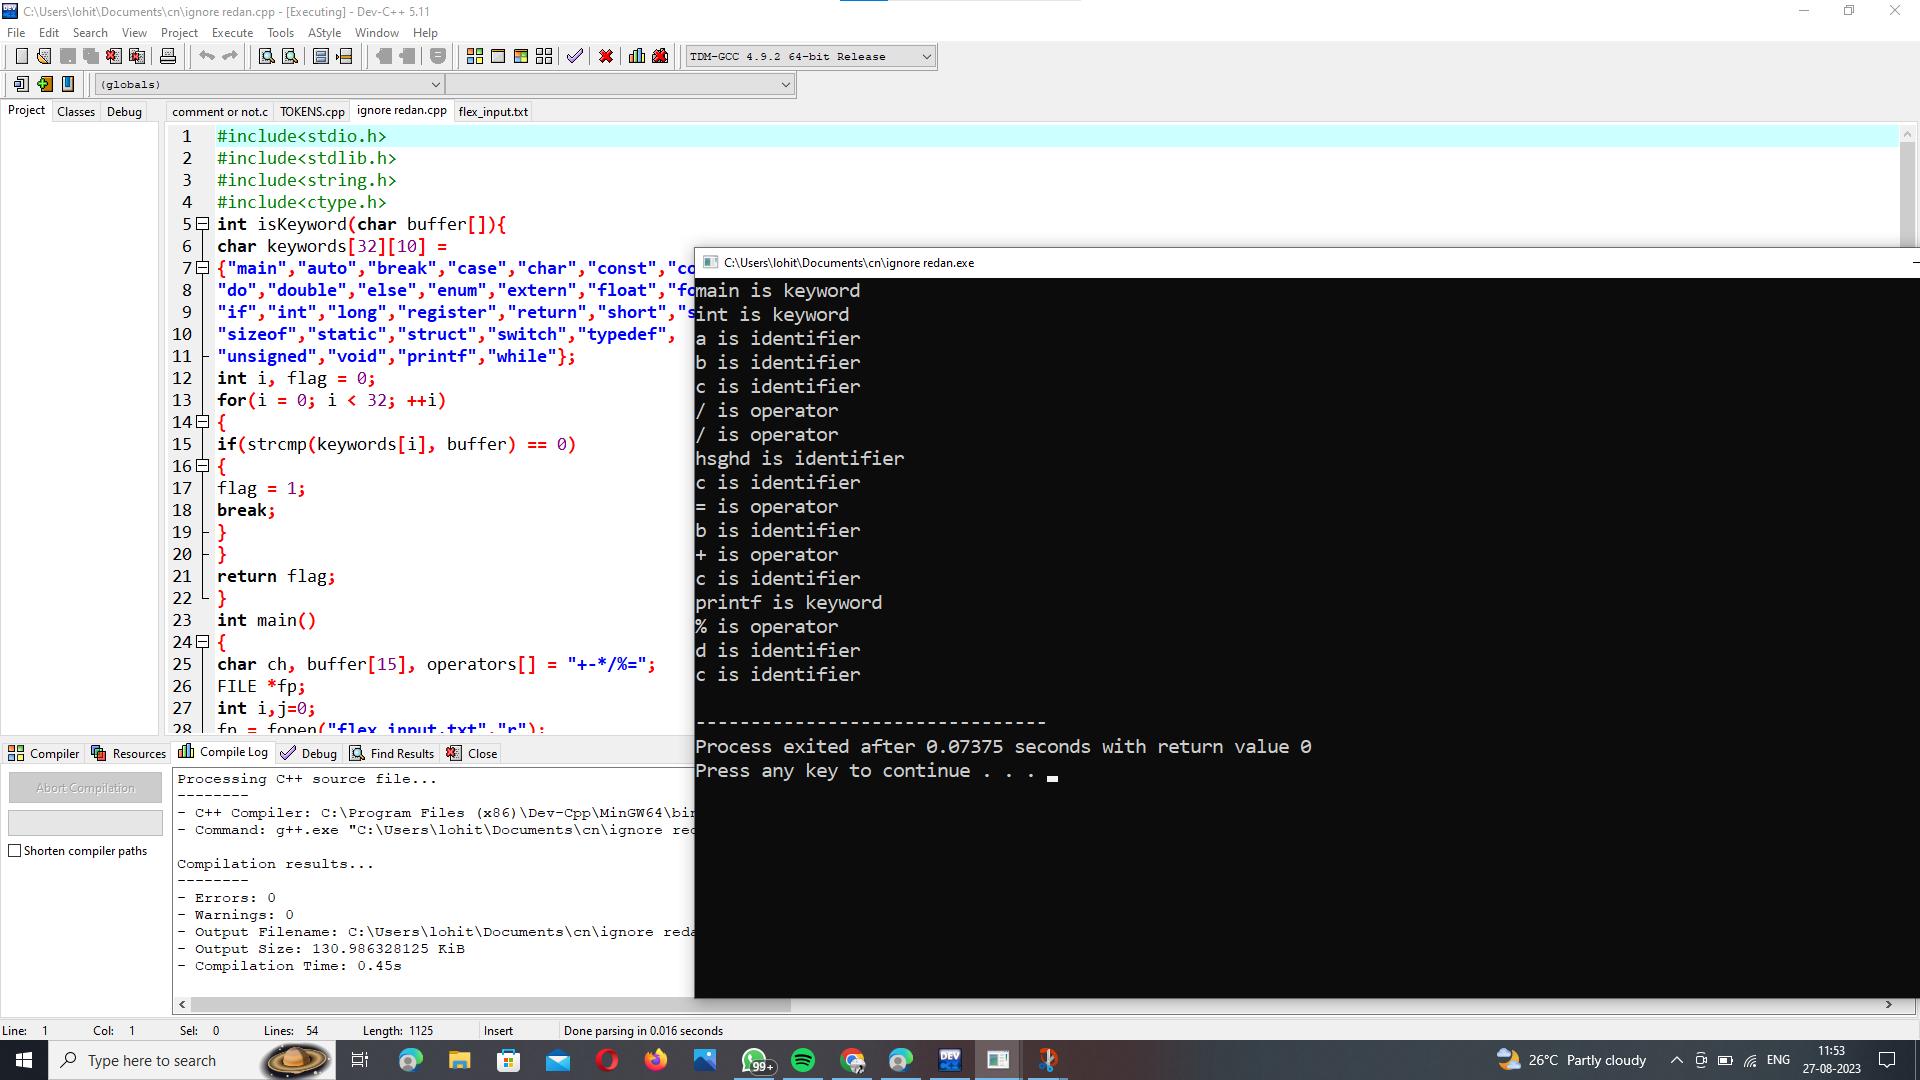 C:\Users\lohit\Documents\cn\ignore redan.cpp - [Executing] - Dev-C++ 5.11
File Edit Search View Project Execute Tools AStyle Window Help
TDM-GCC 4.9.2 64-bit Release
(globals)
Project Classes Debug
comment or not.c TOKENS.cpp ignore redan.cpp flex_input.txt
1 #include<stdio.h>
2 #include<stdlib.h>
3 #include<string.h>
4 #include<ctype.h>
5 int isKeyword(char buffer[]){
6 char keywords[32][10] =
7 {"main","auto","break","case","char","const","co
8 "do","double","else","enum","extern","float","fo
9 "if","int","long","register","return","short","s
10 "sizeof","static","struct","switch","typedef",
11 "unsigned","void","printf","while"};
12 int i, flag = 0;
13 for(i = 0; i < 32; ++i)
14 {
15 if(strcmp(keywords[i], buffer) == 0)
16 {
17 flag = 1;
18 break;
19 }
20 }
21 return flag;
22 }
23 int main()
24 {
25 char ch, buffer[15], operators[] = "+-*/%=";
26 FILE *fp;
27 int i,j=0;
28 fp = fopen("flex_input.txt","r");
C:\Users\lohit\Documents\cn\ignore redan.exe
main is keyword
int is keyword
a is identifier
b is identifier
c is identifier
/ is operator
/ is operator
hsghd is identifier
c is identifier
= is operator
b is identifier
+ is operator
c is identifier
printf is keyword
% is operator
d is identifier
c is identifier
--------------------------------
Process exited after 0.07375 seconds with return value 0
Press any key to continue . . .
Compiler Resources Compile Log Debug Find Results Close
Abort Compilation
Shorten compiler paths
Processing C++ source file...
--------
- C++ Compiler: C:\Program Files (x86)\Dev-Cpp\MinGW64\bin
- Command: g++.exe "C:\Users\lohit\Documents\cn\ignore red
Compilation results...
--------
- Errors: 0
- Warnings: 0
- Output Filename: C:\Users\lohit\Documents\cn\ignore reda
- Output Size: 130.986328125 KiB
- Compilation Time: 0.45s
Line: 1 Col: 1 Sel: 0 Lines: 54 Length: 1125 Insert Done parsing in 0.016 seconds
Type here to search
DEV
99+
26°C Partly cloudy
ENG
11:53
27-08-2023